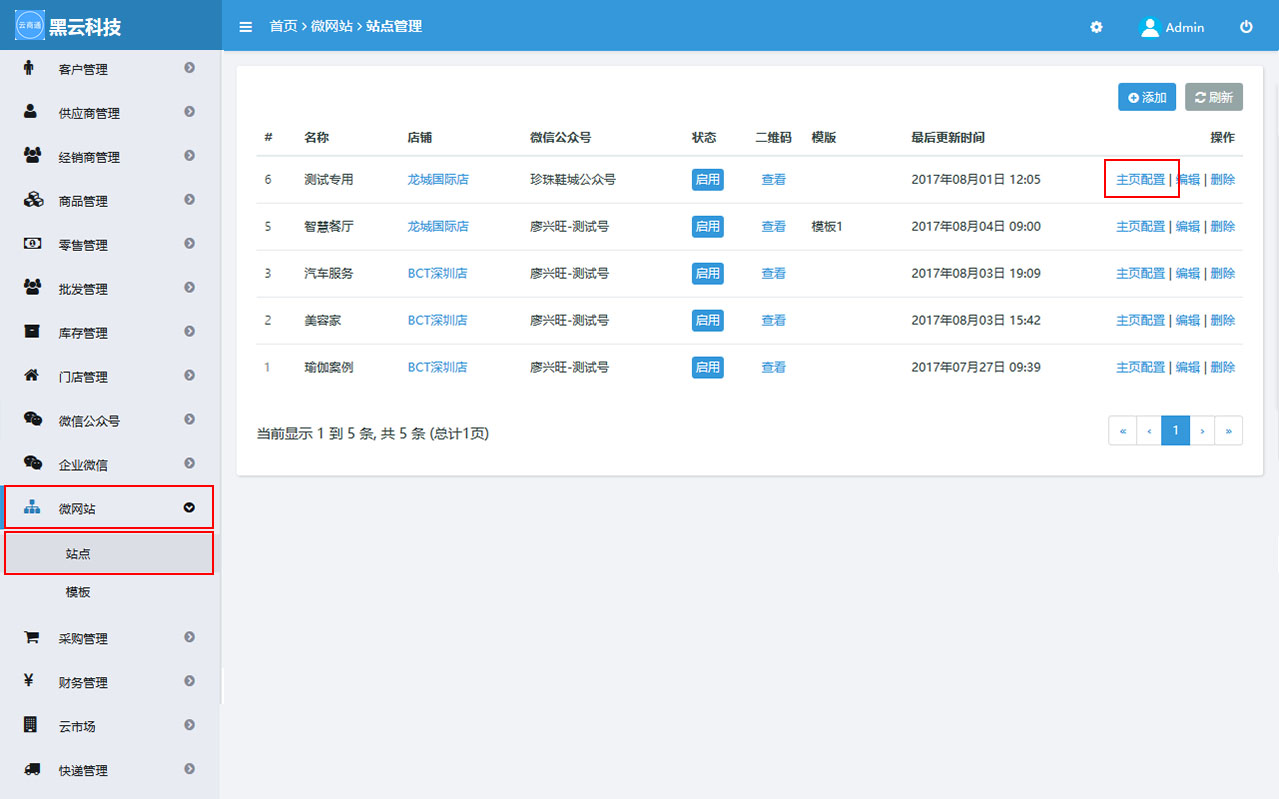 云商通 黑云科技
首页 > 微网站 > 站点管理
Admin
客户管理
供应商管理
经销商管理
商品管理
零售管理
批发管理
库存管理
门店管理
微信公众号
企业微信
微网站
站点
模板
采购管理
财务管理
云市场
快递管理
添加 刷新
# 名称 店铺 微信公众号 状态 二维码 模版 最后更新时间 操作
6 测试专用 龙城国际店 珍珠鞋城公众号 启用 查看 2017年08月01日 12:05 主页配置 | 编辑 | 删除
5 智慧餐厅 龙城国际店 廖兴旺-测试号 启用 查看 模板1 2017年08月04日 09:00 主页配置 | 编辑 | 删除
3 汽车服务 BCT深圳店 廖兴旺-测试号 启用 查看 2017年08月03日 19:09 主页配置 | 编辑 | 删除
2 美容家 BCT深圳店 廖兴旺-测试号 启用 查看 2017年08月03日 15:42 主页配置 | 编辑 | 删除
1 瑜伽案例 BCT深圳店 廖兴旺-测试号 启用 查看 2017年07月27日 09:39 主页配置 | 编辑 | 删除
当前显示 1 到 5 条, 共 5 条 (总计1页)
« ‹ 1 › »